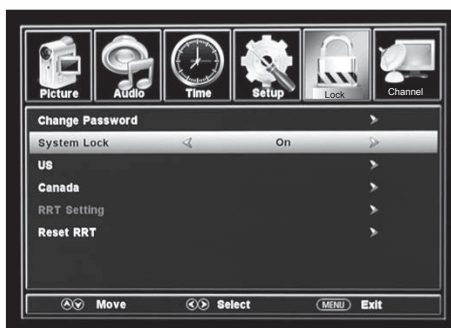 Picture Audio Time Setup Lock Channel
Change Password
System Lock On
US
Canada
RRT Setting
Reset RRT
Move Select MENU Exit